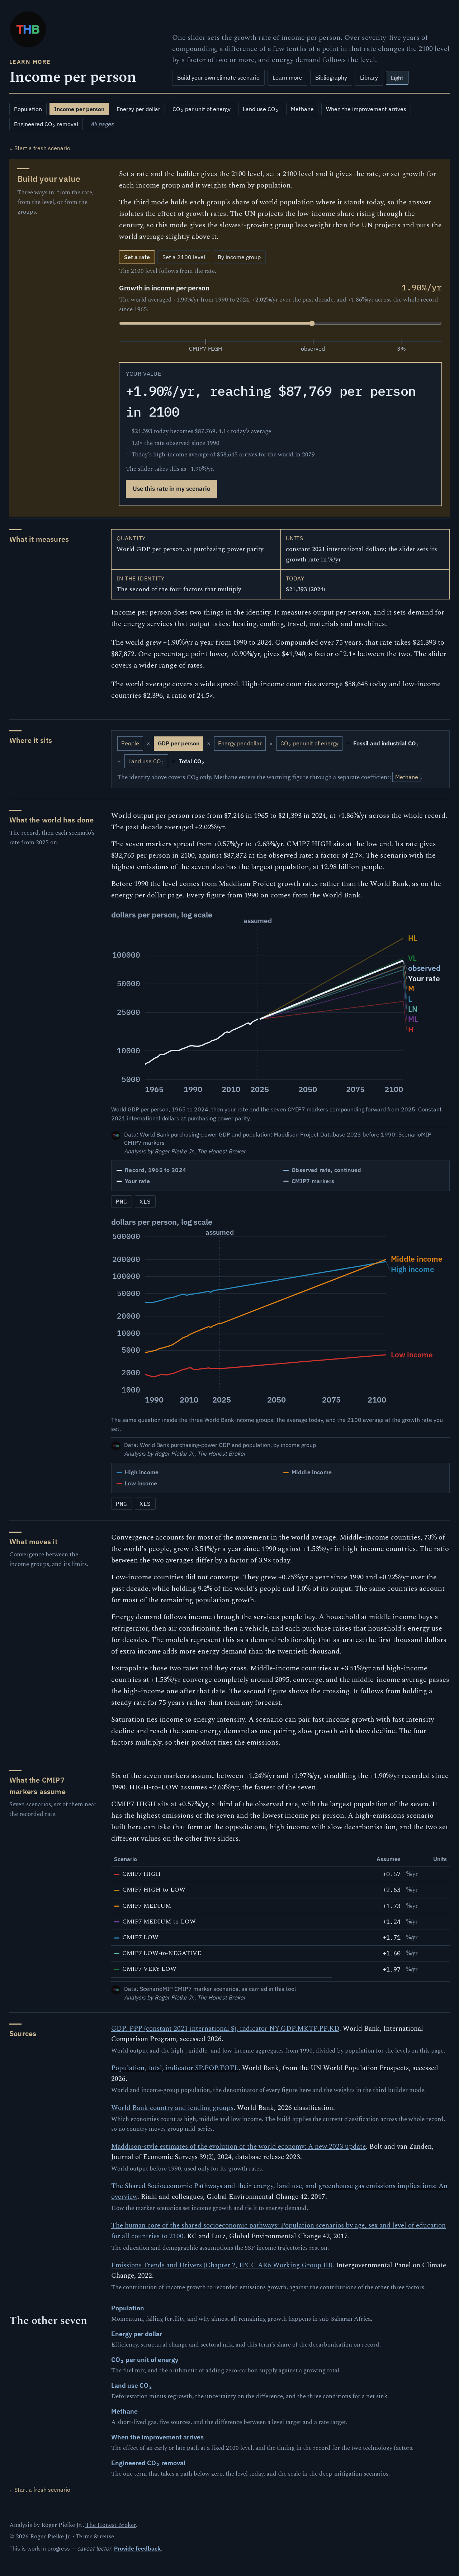 THB
LEARN MORE
Income per person
One slider sets the growth rate of income per person. Over seventy-five years of
compounding, a difference of a few tenths of a point in that rate changes the 2100 level
by a factor of two or more, and energy demand follows the level.
Build your own climate scenario
Learn more
Bibliography
Library
Light
Population
Income per person
Energy per dollar
CO₂ per unit of energy
Land use CO₂
Methane
When the improvement arrives
Engineered CO₂ removal
All pages
← Start a fresh scenario
Build your value
Three ways in: from the rate,
from the level, or from the
groups.
Set a rate and the builder gives the 2100 level, set a 2100 level and it gives the rate, or set growth for
each income group and it weights them by population.
The third mode holds each group's share of world population where it stands today, so the answer
isolates the effect of growth rates. The UN projects the low-income share rising through the
century, so this mode gives the slowest-growing group less weight than the UN projects and puts the
world average slightly above it.
Set a rate
Set a 2100 level
By income group
The 2100 level follows from the rate.
Growth in income per person
1.90%/yr
The world averaged +1.90%/yr from 1990 to 2024, +2.02%/yr over the past decade, and +1.86%/yr across the whole record
since 1965.
CMIP7 HIGH
observed
3%
YOUR VALUE
+1.90%/yr, reaching $87,769 per person
in 2100
$21,393 today becomes $87,769, 4.1× today's average
1.0× the rate observed since 1990
Today's high-income average of $58,645 arrives for the world in 2079
The slider takes this as +1.90%/yr.
Use this rate in my scenario
What it measures
QUANTITY
World GDP per person, at purchasing power parity
UNITS
constant 2021 international dollars; the slider sets its
growth rate in %/yr
IN THE IDENTITY
The second of the four factors that multiply
TODAY
$21,393 (2024)
Income per person does two things in the identity. It measures output per person, and it sets demand for
the energy services that output takes: heating, cooling, travel, materials and machines.
The world grew +1.90%/yr a year from 1990 to 2024. Compounded over 75 years, that rate takes $21,393 to
$87,872. One percentage point lower, +0.90%/yr, gives $41,940, a factor of 2.1× between the two. The slider
covers a wider range of rates.
The world average covers a wide spread. High-income countries average $58,645 today and low-income
countries $2,396, a ratio of 24.5×.
Where it sits
People × GDP per person × Energy per dollar × CO₂ per unit of energy = Fossil and industrial CO₂
+ Land use CO₂ = Total CO₂
The identity above covers CO₂ only. Methane enters the warming figure through a separate coefficient: Methane
What the world has done
The record, then each scenario's
rate from 2025 on.
World output per person rose from $7,216 in 1965 to $21,393 in 2024, at +1.86%/yr across the whole record.
The past decade averaged +2.02%/yr.
The seven markers spread from +0.57%/yr to +2.63%/yr. CMIP7 HIGH sits at the low end. Its rate gives
$32,765 per person in 2100, against $87,872 at the observed rate: a factor of 2.7×. The scenario with the
highest emissions of the seven also has the largest population, at 12.98 billion people.
Before 1990 the level comes from Maddison Project growth rates rather than the World Bank, as on the
energy per dollar page. Every figure from 1990 on comes from the World Bank.
dollars per person, log scale
assumed
100000
50000
25000
10000
5000
1965
1990
2010
2025
2050
2075
2100
HL
VL
observed
Your rate
M
L
LN
ML
H
World GDP per person, 1965 to 2024, then your rate and the seven CMIP7 markers compounding forward from 2025. Constant
2021 international dollars at purchasing power parity.
THB
Data: World Bank purchasing-power GDP and population; Maddison Project Database 2023 before 1990; ScenarioMIP
CMIP7 markers
Analysis by Roger Pielke Jr., The Honest Broker
Record, 1965 to 2024
Observed rate, continued
Your rate
CMIP7 markers
PNG
XLS
dollars per person, log scale
assumed
500000
200000
100000
50000
20000
10000
5000
2000
1000
1990
2010
2025
2050
2075
2100
Middle income
High income
Low income
The same question inside the three World Bank income groups: the average today, and the 2100 average at the growth rate you
set.
THB
Data: World Bank purchasing-power GDP and population, by income group
Analysis by Roger Pielke Jr., The Honest Broker
High income
Middle income
Low income
PNG
XLS
What moves it
Convergence between the
income groups, and its limits.
Convergence accounts for most of the movement in the world average. Middle-income countries, 73% of
the world's people, grew +3.51%/yr a year since 1990 against +1.53%/yr in high-income countries. The ratio
between the two averages differ by a factor of 3.9× today.
Low-income countries did not converge. They grew +0.75%/yr a year since 1990 and +0.22%/yr over the
past decade, while holding 9.2% of the world's people and 1.0% of its output. The same countries account
for most of the remaining population growth.
Energy demand follows income through the services people buy. A household at middle income buys a
refrigerator, then air conditioning, then a vehicle, and each purchase raises that household's energy use
for decades. The models represent this as a demand relationship that saturates: the first thousand dollars
of extra income moves demand more than the twentieth thousand.
Extrapolate those two rates and they cross. Middle-income countries at +3.51%/yr and high-income
countries at +1.53%/yr converge completely around 2095, converge, and the middle-income average passes
the high-income one after that date. The second figure shows the crossing. It follows from holding a
steady rate for 75 years rather than from any forecast.
Saturation ties income to energy intensity. A scenario can pair fast income growth with fast intensity
decline and reach the same energy demand as one pairing slow growth with slow decline. The four
factors multiply, so their product fixes the emissions.
What the CMIP7
markers assume
Seven scenarios, six of them near
the recorded rate.
Six of the seven markers assume between +1.24%/yr and +1.97%/yr, straddling the +1.90%/yr recorded since
1990. HIGH-to-LOW assumes +2.63%/yr, the fastest of the seven.
CMIP7 HIGH sits at +0.57%/yr, a third of the observed rate, with the largest population of the seven. It
has the highest emissions of the seven and the lowest income per person. A high-emissions scenario
built here can take that form or the opposite one, high income with slow decarbonisation, and the two set
different values on the other five sliders.
Scenario
Assumes
Units
CMIP7 HIGH +0.57 %/yr
CMIP7 HIGH-to-LOW +2.63 %/yr
CMIP7 MEDIUM +1.73 %/yr
CMIP7 MEDIUM-to-LOW +1.24 %/yr
CMIP7 LOW +1.71 %/yr
CMIP7 LOW-to-NEGATIVE +1.60 %/yr
CMIP7 VERY LOW +1.97 %/yr
THB
Data: ScenarioMIP CMIP7 marker scenarios, as carried in this tool
Analysis by Roger Pielke Jr., The Honest Broker
Sources
GDP, PPP (constant 2021 international $), indicator NY.GDP.MKTP.PP.KD. World Bank, International
Comparison Program, accessed 2026.
World output and the high-, middle- and low-income aggregates from 1990, divided by population for the levels on this page.
Population, total, indicator SP.POP.TOTL. World Bank, from the UN World Population Prospects, accessed
2026.
World and income-group population, the denominator of every figure here and the weights in the third builder mode.
World Bank country and lending groups. World Bank, 2026 classification.
Which economies count as high, middle and low income. The build applies the current classification across the whole record,
so no country moves group mid-series.
Maddison-style estimates of the evolution of the world economy: A new 2023 update. Bolt and van Zanden,
Journal of Economic Surveys 39(2), 2024, database release 2023.
World output before 1990, used only for its growth rates.
The Shared Socioeconomic Pathways and their energy, land use, and greenhouse gas emissions implications: An
overview. Riahi and colleagues, Global Environmental Change 42, 2017.
How the marker scenarios set income growth and tie it to energy demand.
The human core of the shared socioeconomic pathways: Population scenarios by age, sex and level of education
for all countries to 2100. KC and Lutz, Global Environmental Change 42, 2017.
The education and demographic assumptions the SSP income trajectories rest on.
Emissions Trends and Drivers (Chapter 2, IPCC AR6 Working Group III). Intergovernmental Panel on Climate
Change, 2022.
The contribution of income growth to recorded emissions growth, against the contributions of the other three factors.
The other seven
Population
Momentum, falling fertility, and why almost all remaining growth happens in sub-Saharan Africa.
Energy per dollar
Efficiency, structural change and sectoral mix, and this term's share of the decarbonisation on record.
CO₂ per unit of energy
The fuel mix, and the arithmetic of adding zero-carbon supply against a growing total.
Land use CO₂
Deforestation minus regrowth, the uncertainty on the difference, and the three conditions for a net sink.
Methane
A short-lived gas, five sources, and the difference between a level target and a rate target.
When the improvement arrives
The effect of an early or late path at a fixed 2100 level, and the timing in the record for the two technology factors.
Engineered CO₂ removal
The one term that takes a path below zero, the level today, and the scale in the deep-mitigation scenarios.
← Start a fresh scenario
Analysis by Roger Pielke Jr., The Honest Broker.
© 2026 Roger Pielke Jr. · Terms & reuse
This is work in progress — caveat lector. Provide feedback.